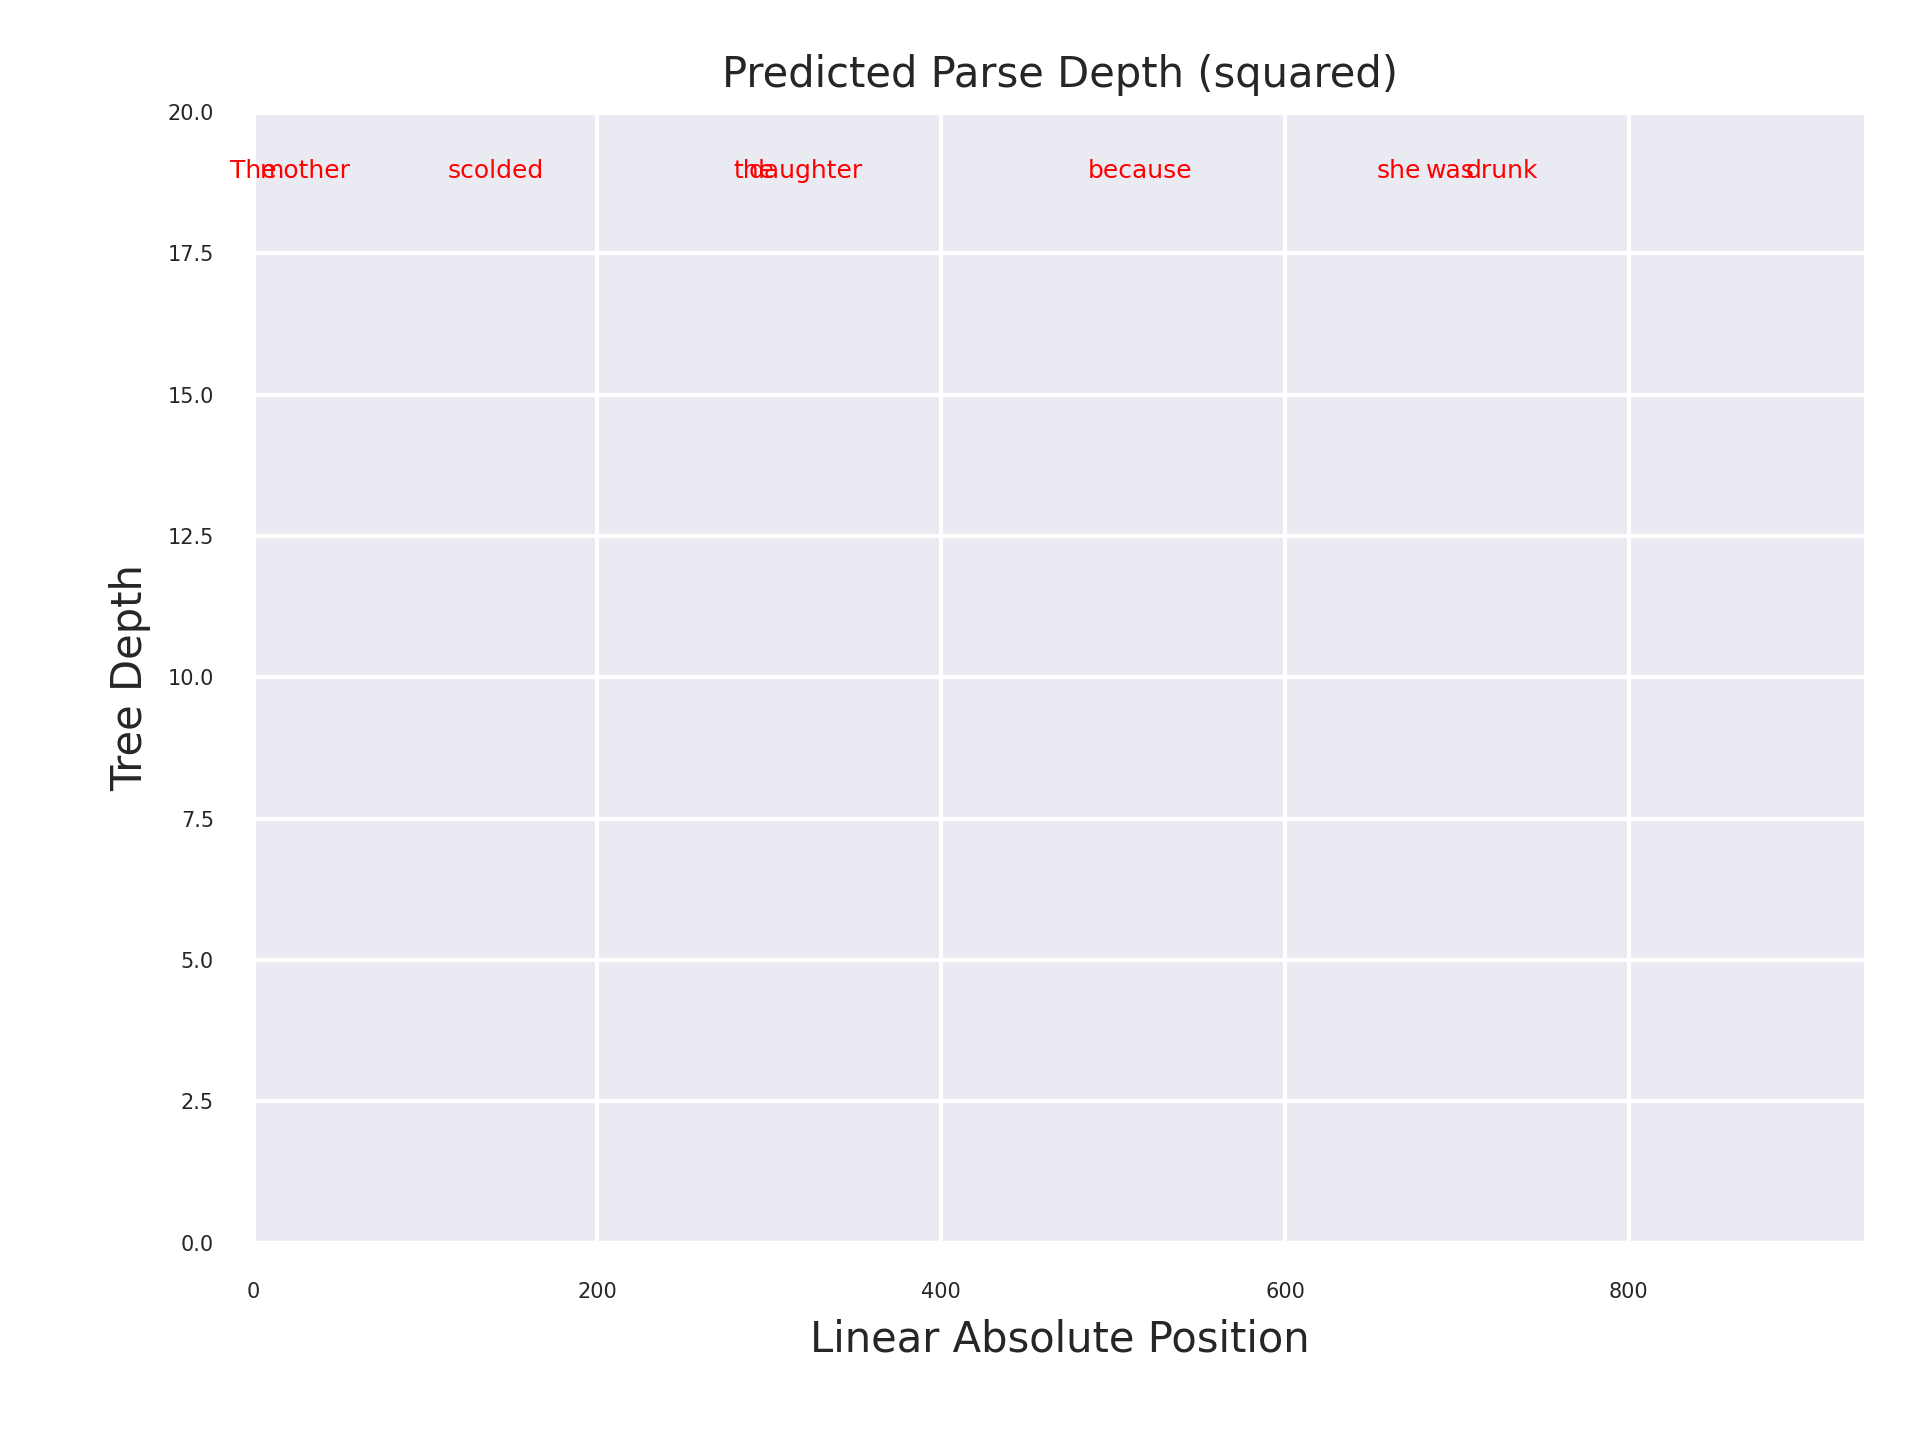 Predicted Parse Depth (squared)
20.0
The mother scolded the daughter because she was drunk
17.5
15.0
12.5
Tree Depth
10.0
7.5
5.0
2.5
0.0
0 200 400 600 800
Linear Absolute Position